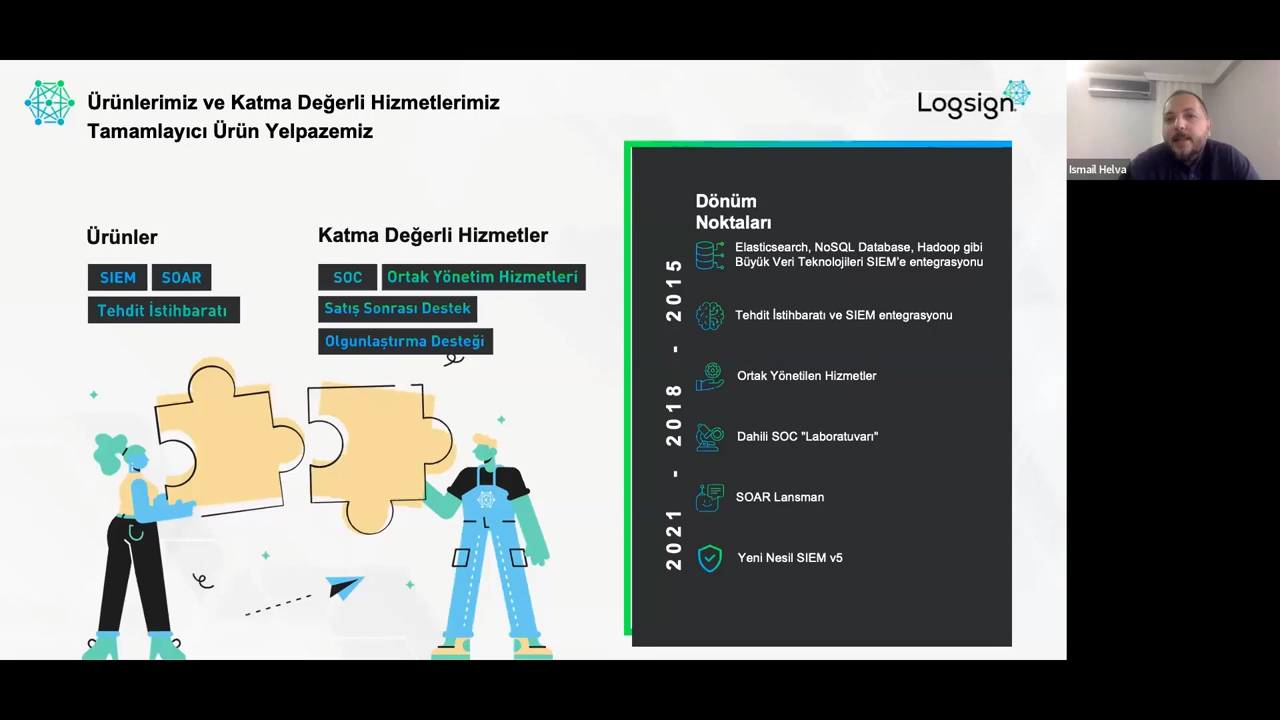 Ürünlerimiz ve Katma Değerli Hizmetlerimiz
Tamamlayıcı Ürün Yelpazemiz
Logsign
Ismail Helva
Ürünler
SIEM
SOAR
Tehdit İstihbaratı
Katma Değerli Hizmetler
SOC
Ortak Yönetim Hizmetleri
Satış Sonrası Destek
Olgunlaştırma Desteği
Dönüm
Noktaları
2021 - 2018 - 2015
Elasticsearch, NoSQL Database, Hadoop gibi
Büyük Veri Teknolojileri SIEM'e entegrasyonu
Tehdit İstihbaratı ve SIEM entegrasyonu
Ortak Yönetilen Hizmetler
Dahili SOC "Laboratuvarı"
SOAR Lansman
Yeni Nesil SIEM v5